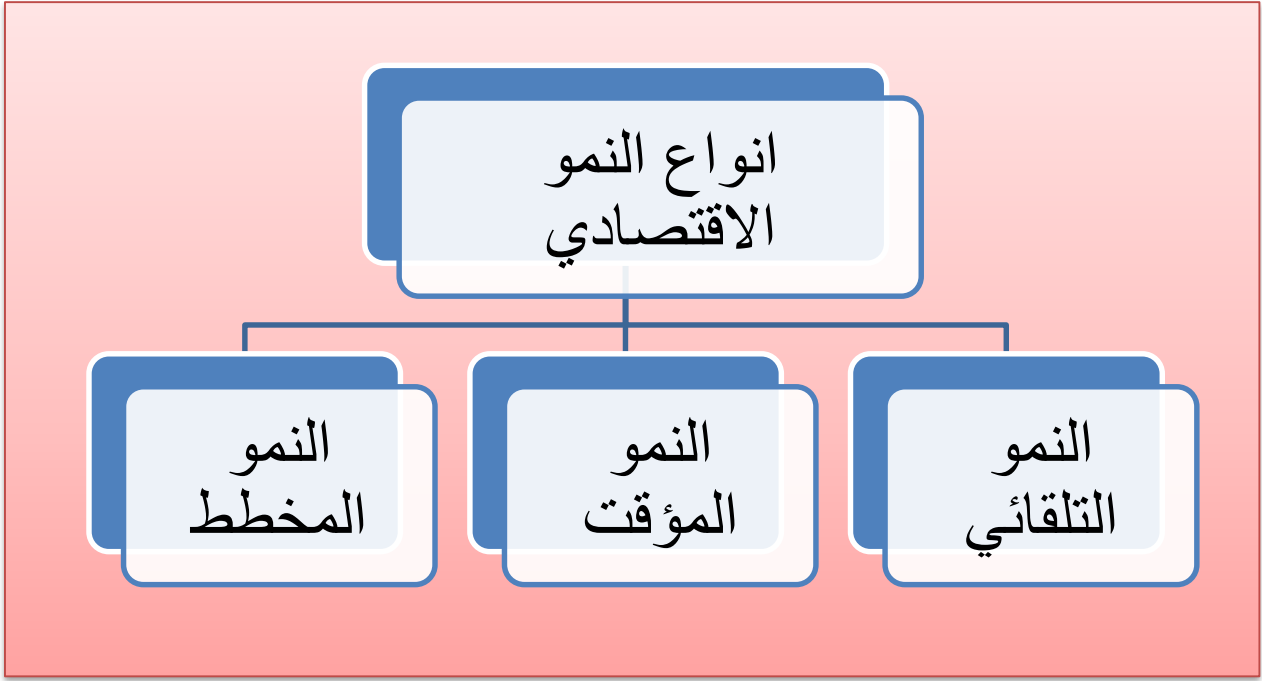 انواع النمو
الاقتصادي
النمو
التلقائي
النمو
المؤقت
النمو
المخطط